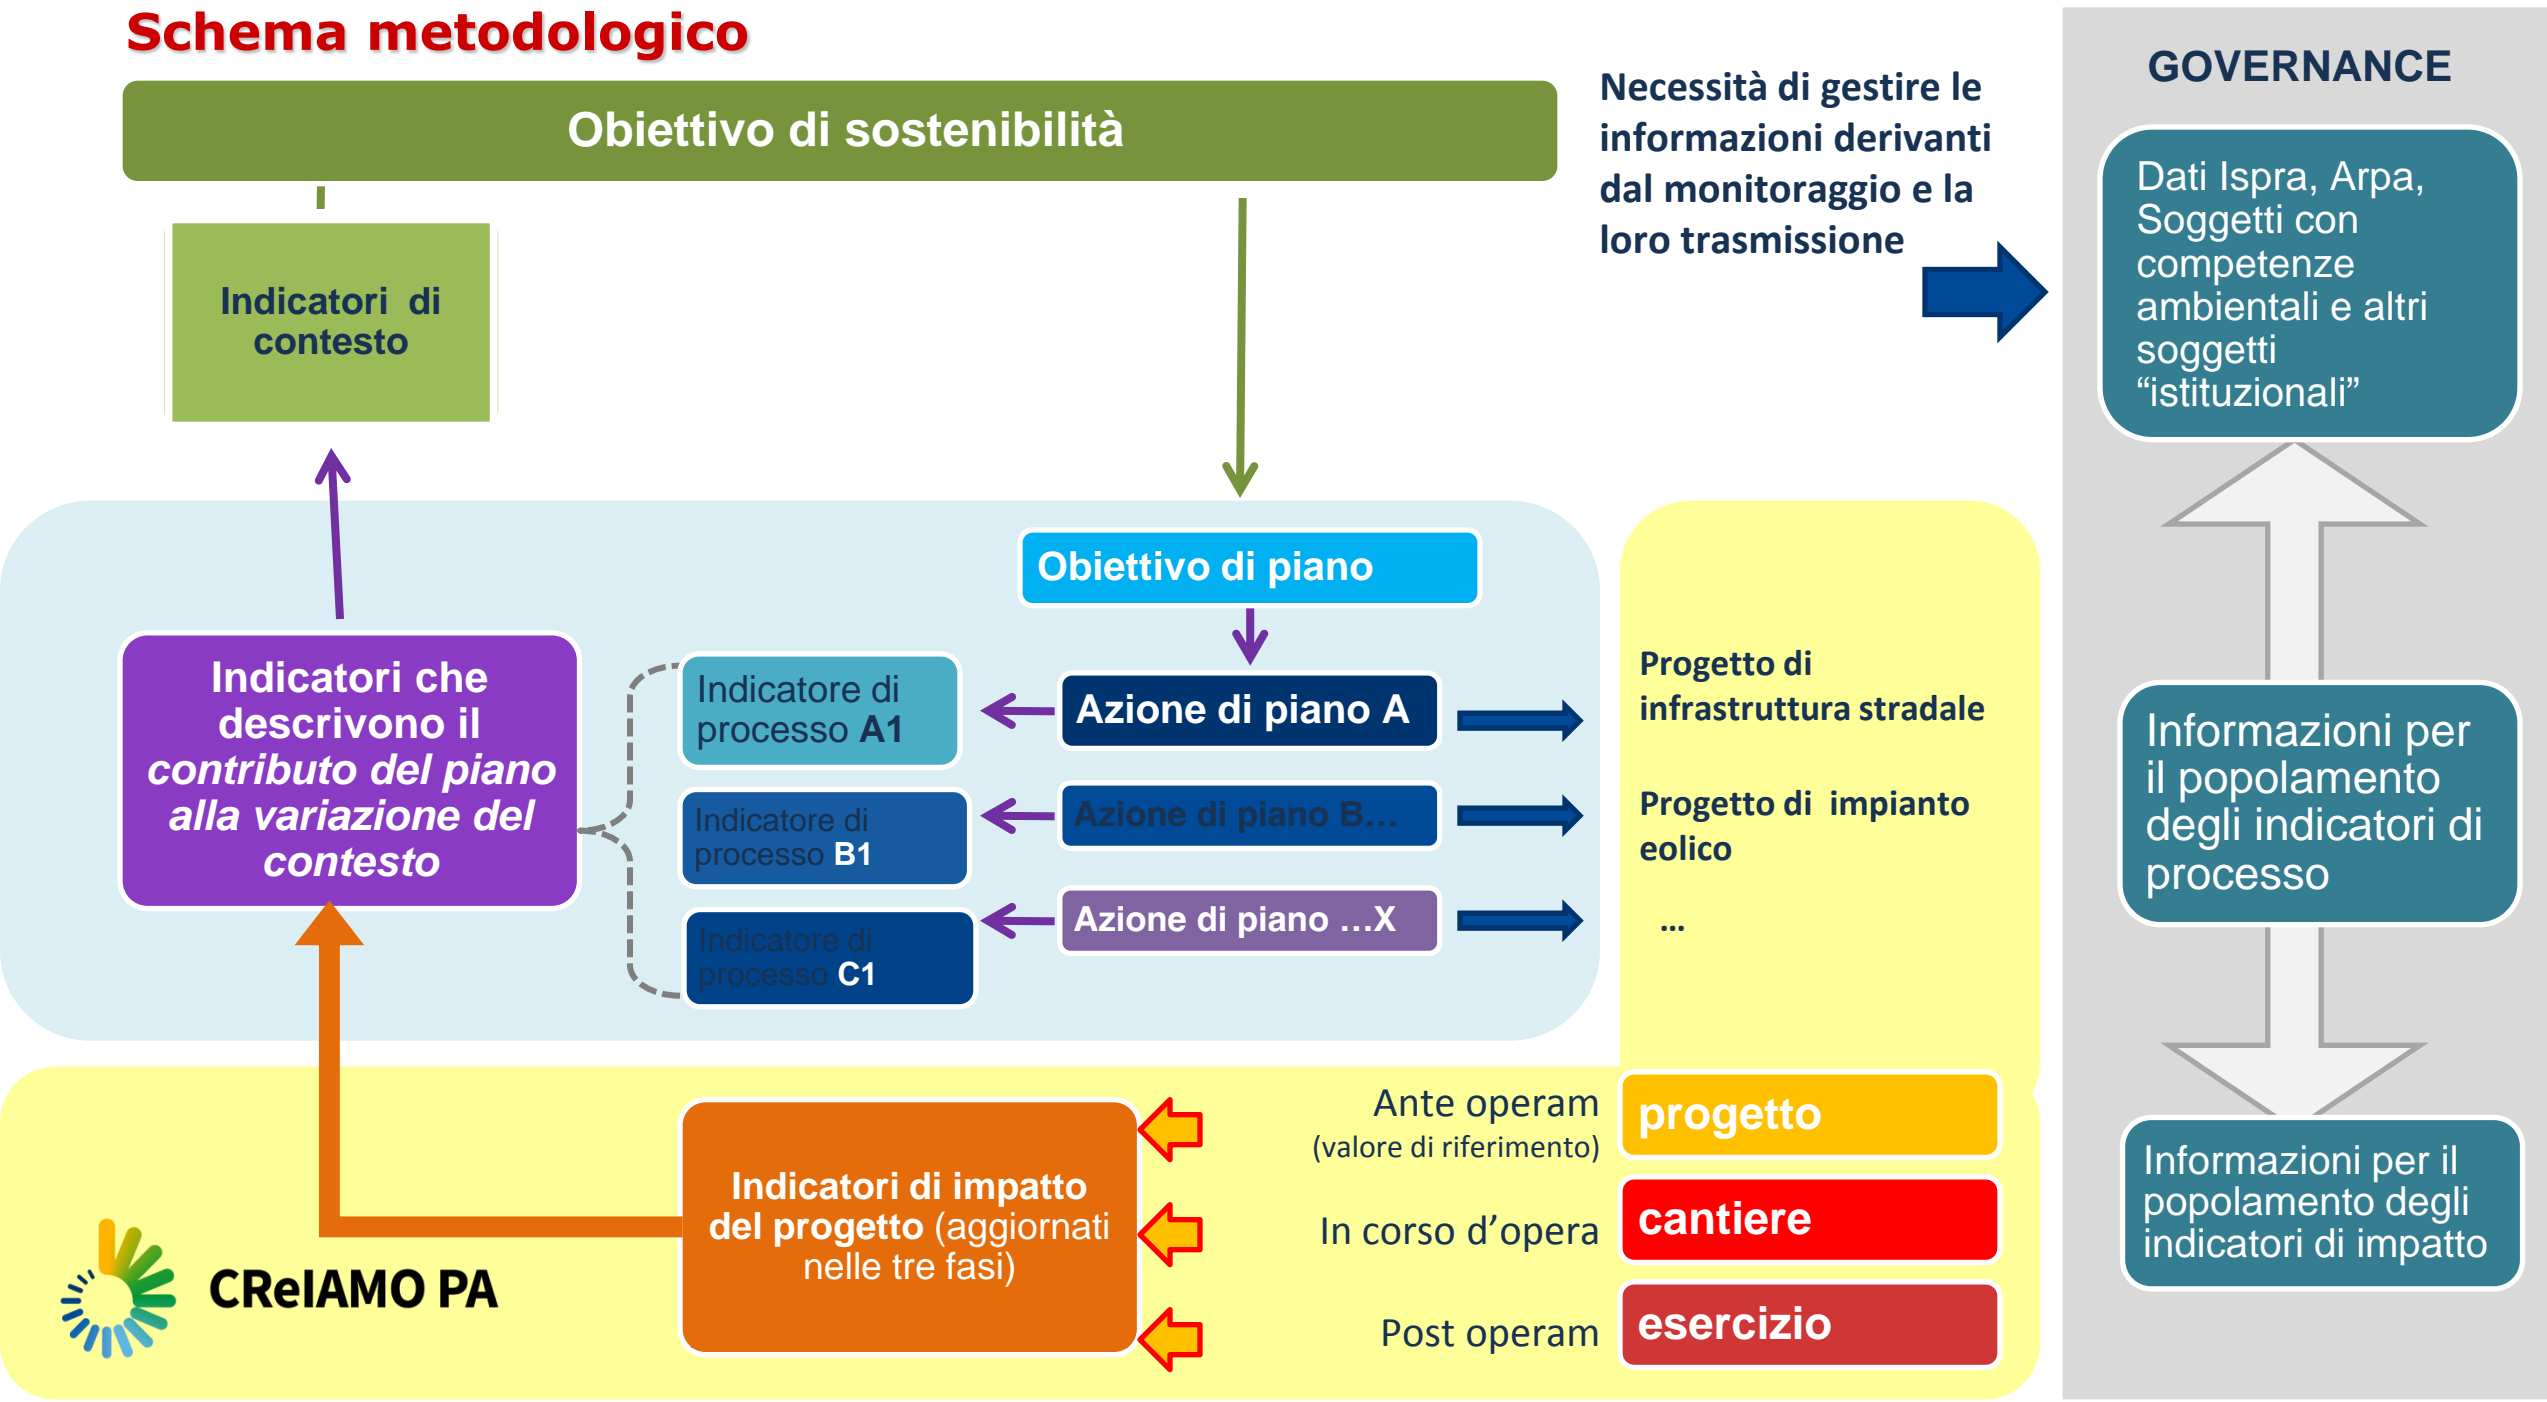 Schema metodologico
Obiettivo di sostenibilità
Indicatori di
contesto
Necessità di gestire le
informazioni derivanti
dal monitoraggio e la
loro trasmissione
GOVERNANCE
Dati Ispra, Arpa,
Soggetti con
competenze
ambientali e altri
soggetti
“istituzionali”
Obiettivo di piano
Indicatori che
descrivono il
contributo del piano
alla variazione del
contesto
Indicatore di
processo A1
Azione di piano A
Indicatore di
processo B1
Azione di piano B…
Indicatore di
processo C1
Azione di piano …X
Progetto di
infrastruttura stradale
Progetto di impianto
eolico
…
Informazioni per
il popolamento
degli indicatori di
processo
Indicatori di impatto
del progetto (aggiornati
nelle tre fasi)
Ante operam
(valore di riferimento)
progetto
In corso d’opera
cantiere
Post operam
esercizio
Informazioni per il
popolamento degli
indicatori di impatto
CReIAMO PA